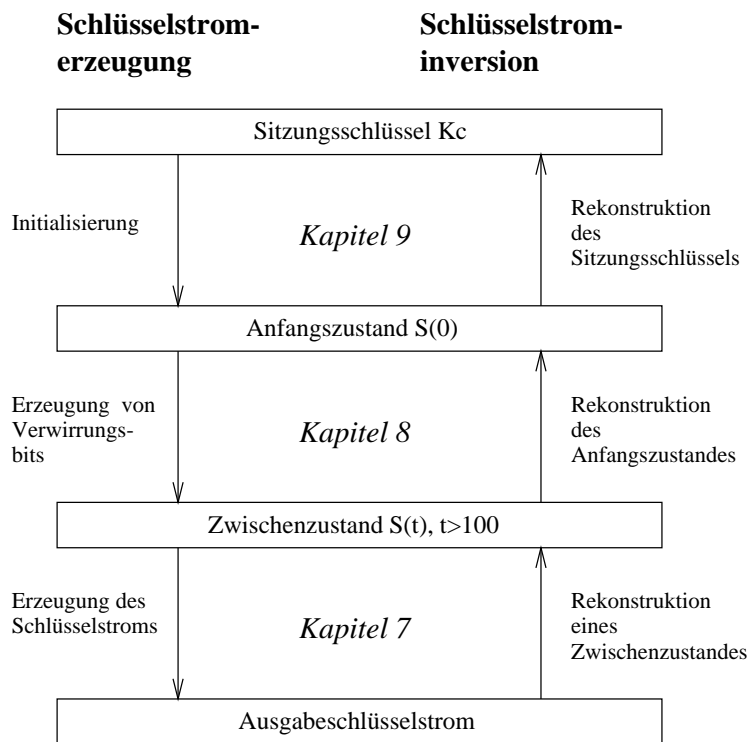 Schlüsselstrom-
erzeugung
Schlüsselstrom-
inversion
Sitzungsschlüssel Kc
Initialisierung
Kapitel 9
Rekonstruktion
des
Sitzungsschlüssels
Anfangszustand S(0)
Erzeugung von
Verwirrungs-
bits
Kapitel 8
Rekonstruktion
des
Anfangszustandes
Zwischenzustand S(t), t>100
Erzeugung des
Schlüsselstroms
Kapitel 7
Rekonstruktion
eines
Zwischenzustandes
Ausgabeschlüsselstrom